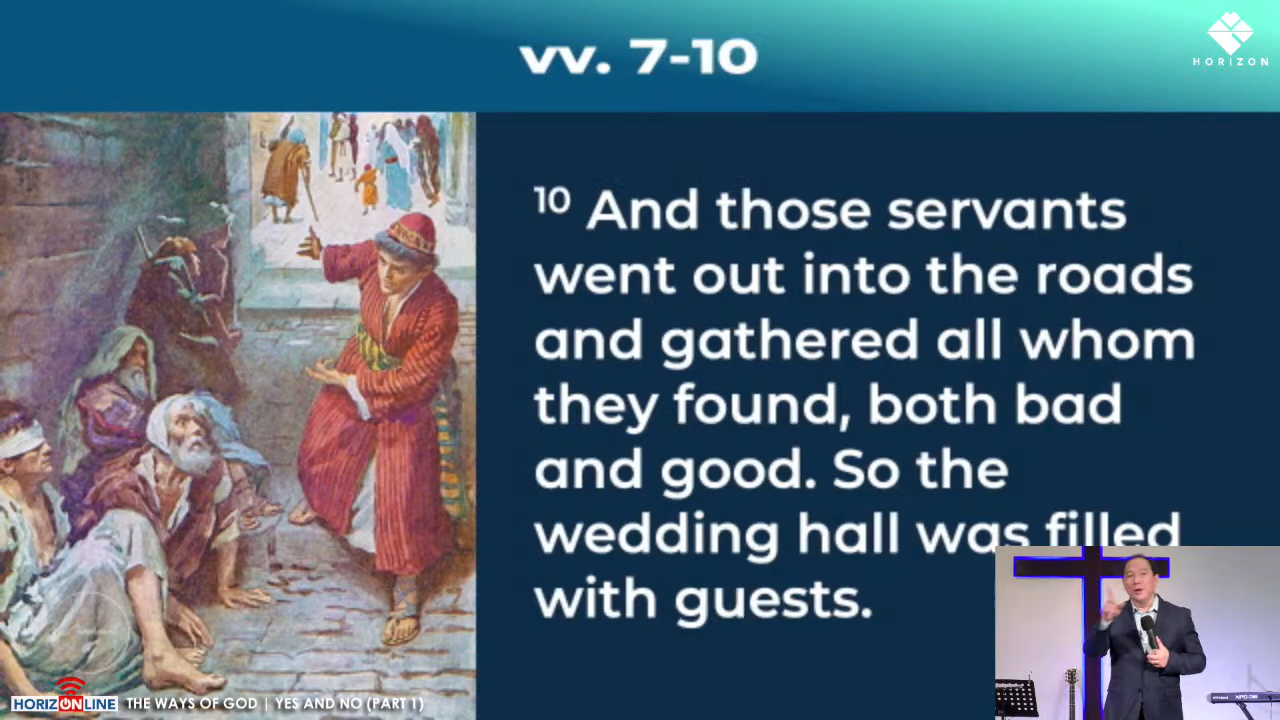 vv. 7-10
HORIZON
10 And those servants
went out into the roads
and gathered all whom
they found, both bad
and good. So the
wedding hall was filled
with guests.
HORIZONLINE THE WAYS OF GOD | YES AND NO (PART 1)